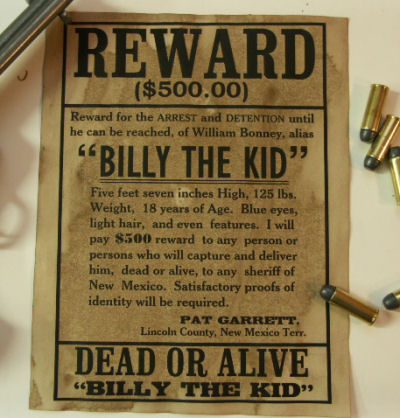 REWARD
($500.00)
Reward for the ARREST and DETENTION until
he can be reached, of William Bonney, alias
“BILLY THE KID”
Five feet seven inches High, 125 lbs.
Weight, 18 years of Age. Blue eyes,
light hair, and even features. I will
pay $500 reward to any person or
persons who will capture and deliver
him, dead or alive, to any sheriff of
New Mexico. Satisfactory proofs of
identity will be required.
PAT GARRETT.
Lincoln County, New Mexico Terr.
DEAD OR ALIVE
“BILLY THE KID”